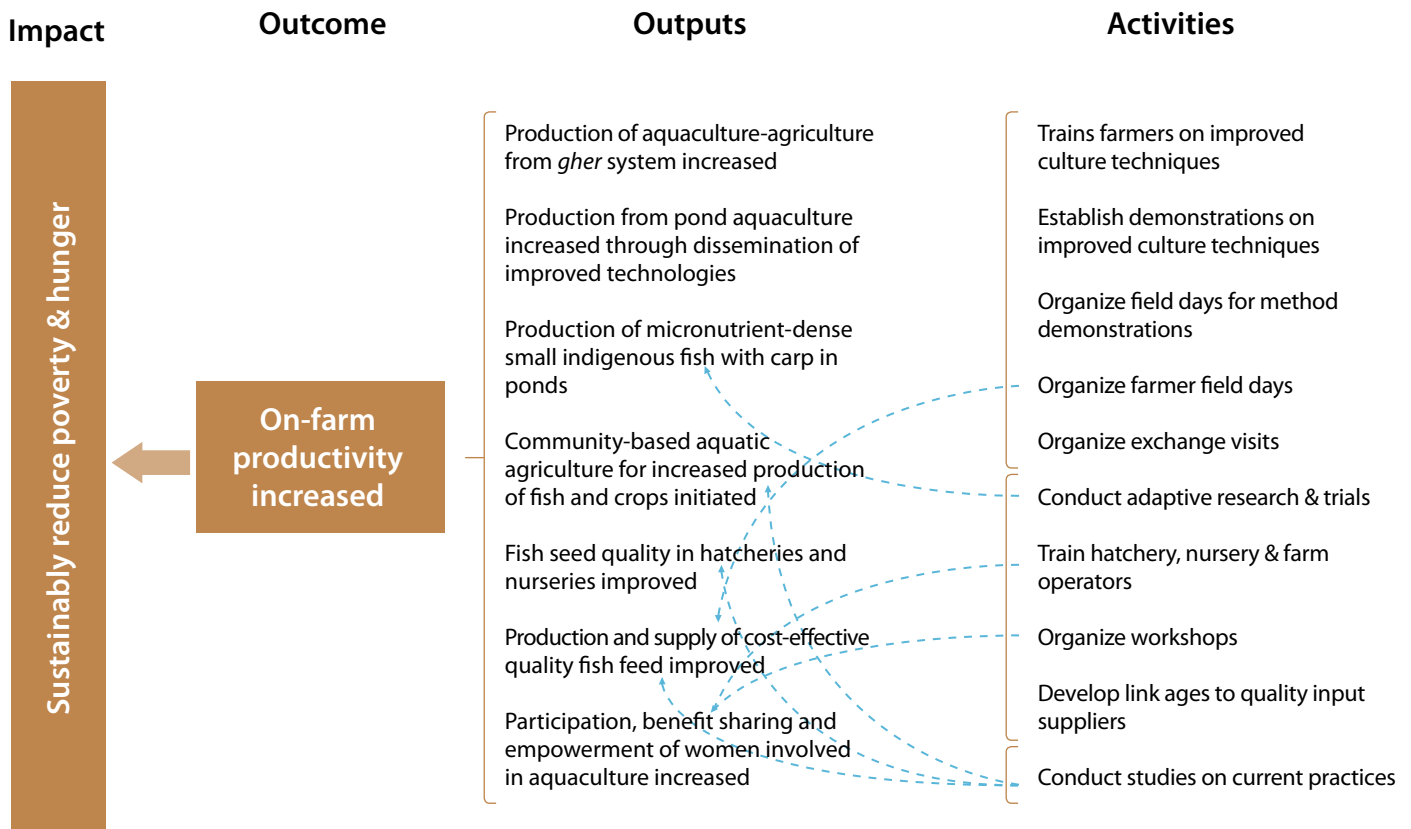 Impact
Outcome
Outputs
Activities
Sustainably reduce poverty & hunger
On-farm
productivity
increased
Production of aquaculture-agriculture
from gher system increased
Production from pond aquaculture
increased through dissemination of
improved technologies
Production of micronutrient-dense
small indigenous fish with carp in
ponds
Community-based aquatic
agriculture for increased production
of fish and crops initiated
Fish seed quality in hatcheries and
nurseries improved
Production and supply of cost-effective
quality fish feed improved
Participation, benefit sharing and
empowerment of women involved
in aquaculture increased
Trains farmers on improved
culture techniques
Establish demonstrations on
improved culture techniques
Organize field days for method
demonstrations
Organize farmer field days
Organize exchange visits
Conduct adaptive research & trials
Train hatchery, nursery & farm
operators
Organize workshops
Develop link ages to quality input
suppliers
Conduct studies on current practices